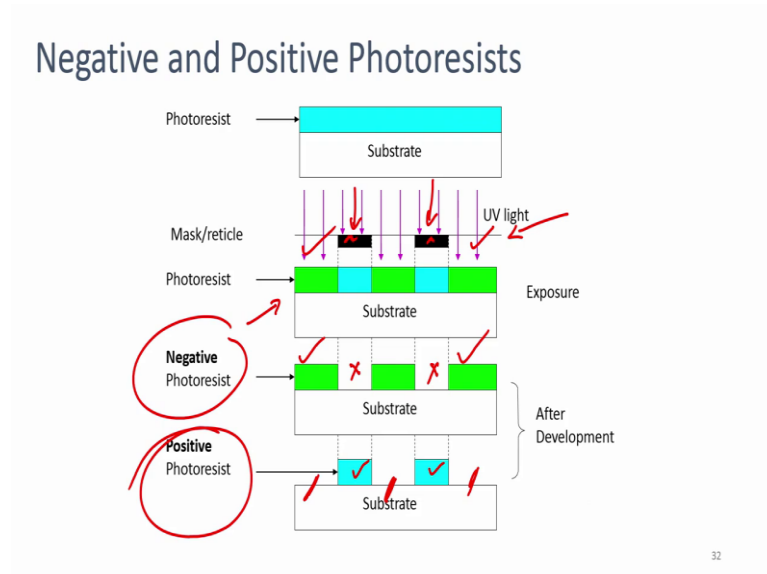 Negative and Positive Photoresists
Photoresist
Substrate
UV light
Mask/reticle
Photoresist
Substrate
Exposure
Negative
Photoresist
Substrate
After
Development
Positive
Photoresist
Substrate
32